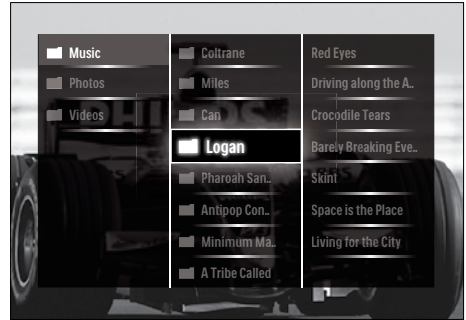 Music
Photos
Videos
Coltrane
Miles
Can
Logan
Pharoah San..
Antipop Con..
Minimum Ma..
A Tribe Called
Red Eyes
Driving along the A..
Crocodile Tears
Barely Breaking Eve..
Skint
Space is the Place
Living for the City
PHILIPS